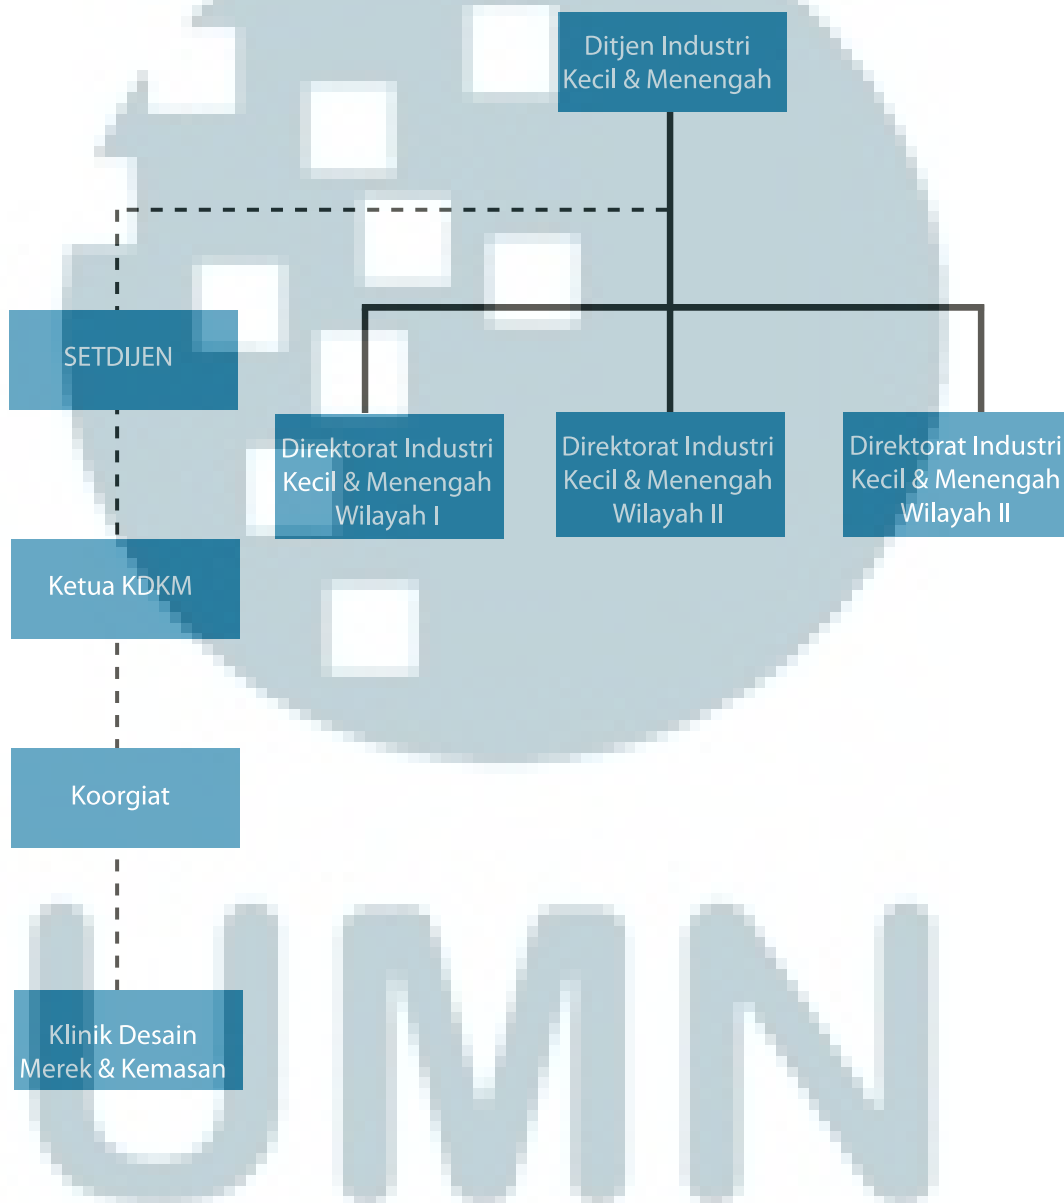 Ditjen Industri
Kecil & Menengah
SETDIJEN
Direktorat Industri
Kecil & Menengah
Wilayah I
Direktorat Industri
Kecil & Menengah
Wilayah II
Direktorat Industri
Kecil & Menengah
Wilayah II
Ketua KDKM
Koorgiat
Klinik Desain
Merek & Kemasan
UMN